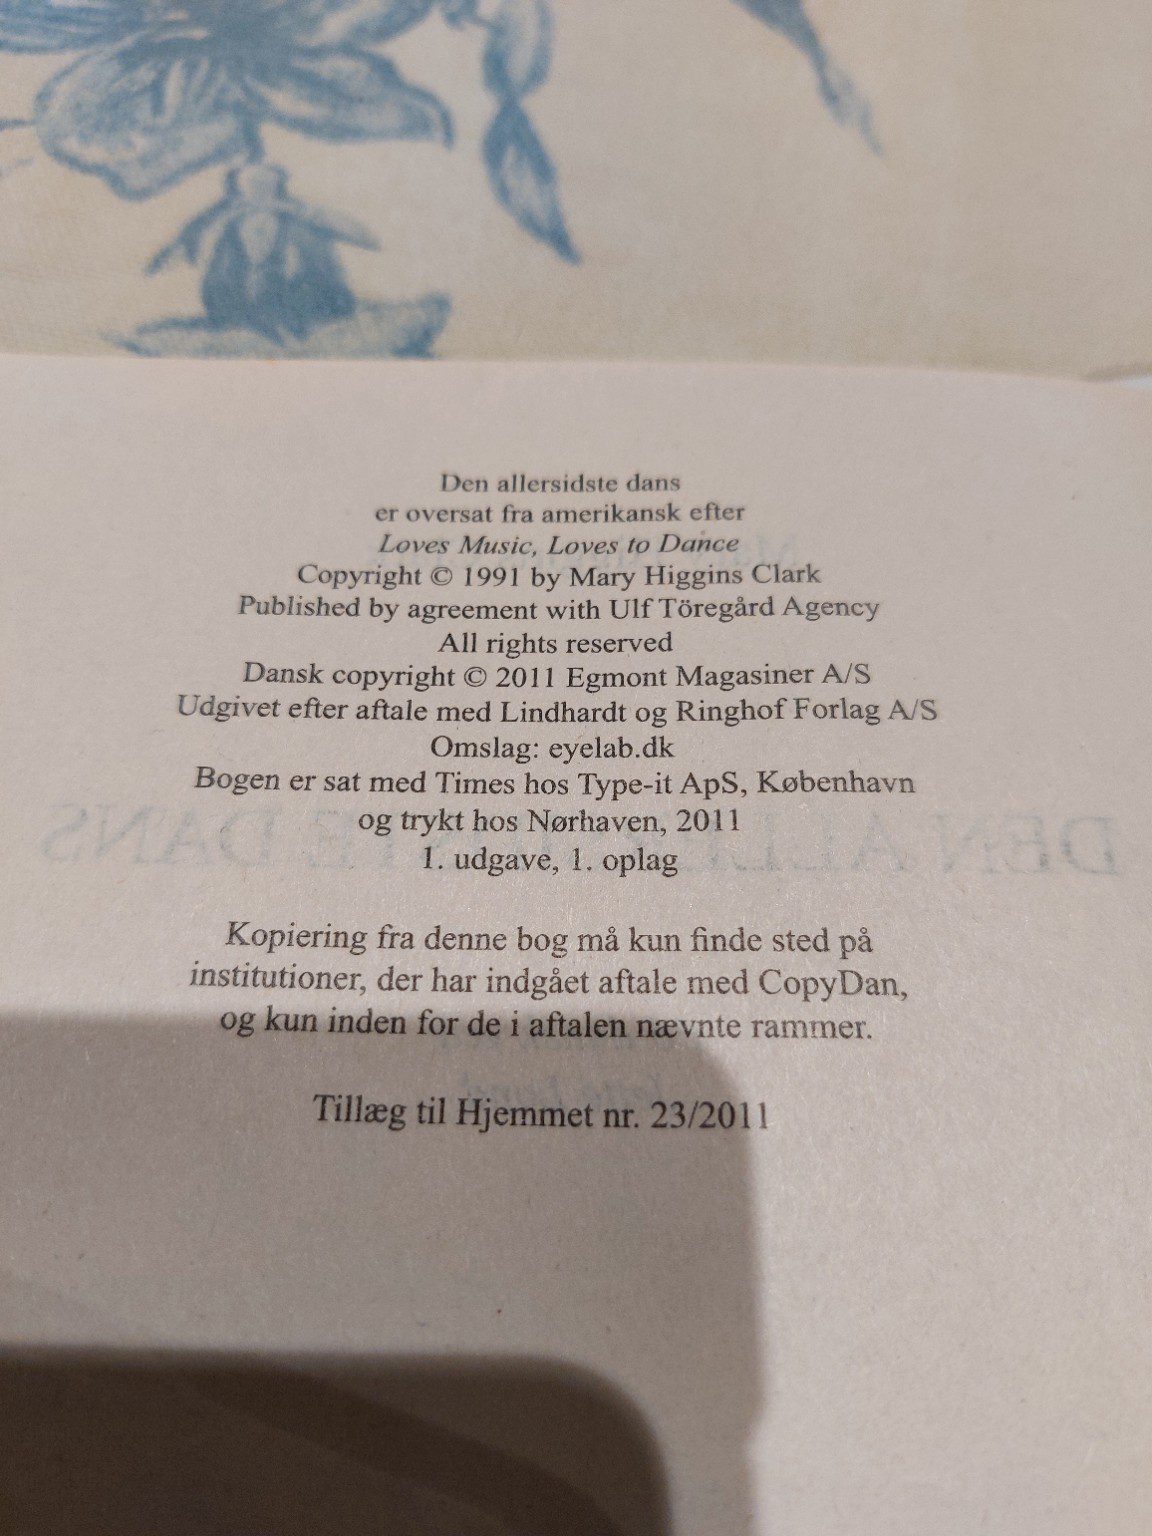 Den allersidste dans
er oversat fra amerikansk efter
Loves Music, Loves to Dance
Copyright © 1991 by Mary Higgins Clark
Published by agreement with Ulf Töregård Agency
All rights reserved
Dansk copyright © 2011 Egmont Magasiner A/S
Udgivet efter aftale med Lindhardt og Ringhof Forlag A/S
Omslag: eyelab.dk
Bogen er sat med Times hos Type-it ApS, København
og trykt hos Nørhaven, 2011
1. udgave, 1. oplag
Kopiering fra denne bog må kun finde sted på
institutioner, der har indgået aftale med CopyDan,
og kun inden for de i aftalen nævnte rammer.
Tillæg til Hjemmet nr. 23/2011